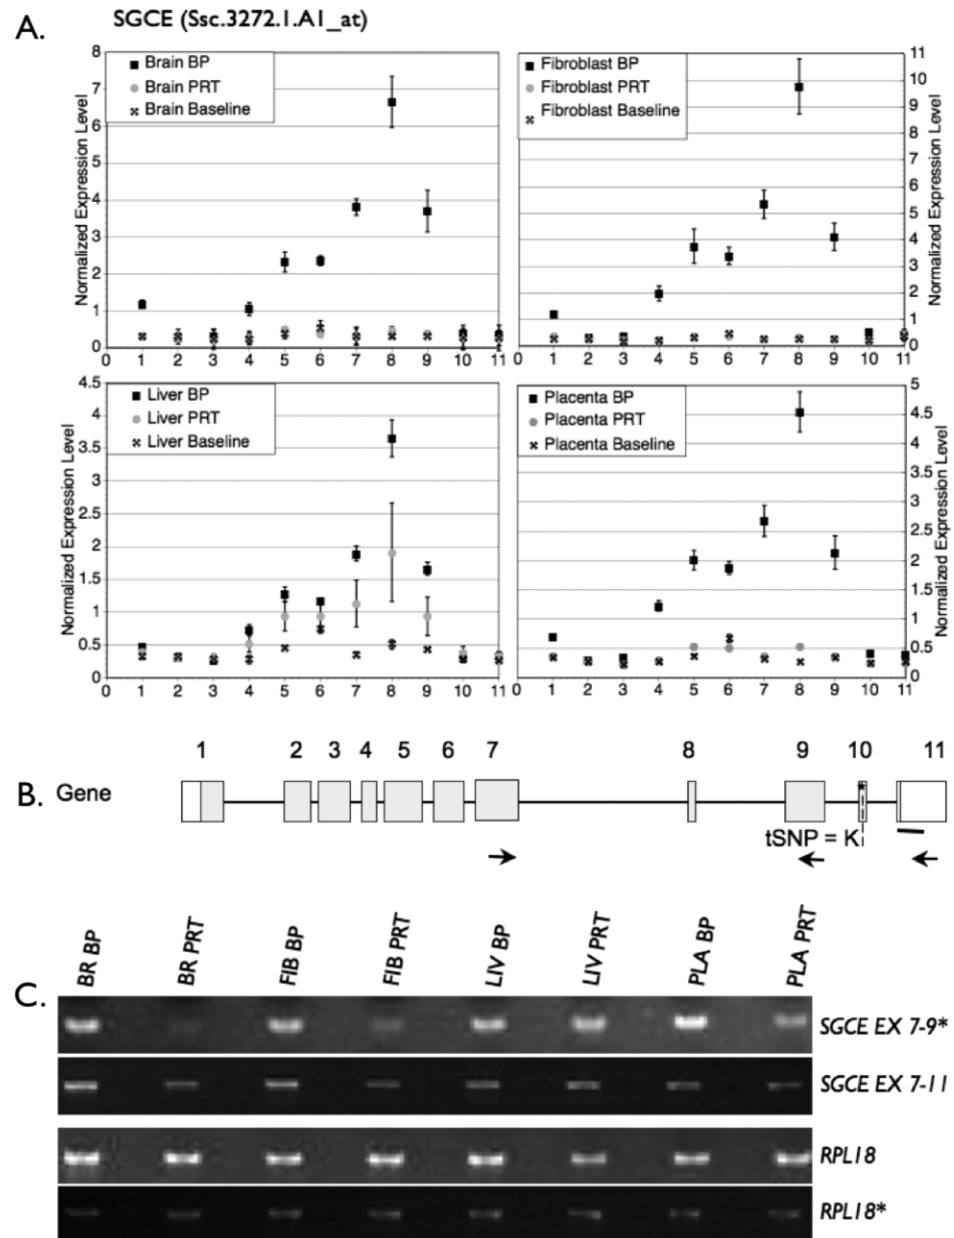 A.
SGCE (Ssc.3272.1.A1_at)
Normalized Expression Level
8
7
6
5
4
3
2
1
0
Brain BP
Brain PRT
Brain Baseline
0 1 2 3 4 5 6 7 8 9 10 11
Fibroblast BP
Fibroblast PRT
Fibroblast Baseline
11
10
9
8
7
6
5
4
3
2
1
0
Normalized Expression Level
0 1 2 3 4 5 6 7 8 9 10 11
Normalized Expression Level
4.5
4
3.5
3
2.5
2
1.5
1
0.5
0
Liver BP
Liver PRT
Liver Baseline
0 1 2 3 4 5 6 7 8 9 10 11
Placenta BP
Placenta PRT
Placenta Baseline
5
4.5
4
3.5
3
2.5
2
1.5
1
0.5
0
Normalized Expression Level
0 1 2 3 4 5 6 7 8 9 10 11
1 2 3 4 5 6 7 8 9 10 11
B. Gene
*
tSNP = K
BR BP BR PRT FIB BP FIB PRT LIV BP LIV PRT PLA BP PLA PRT
C.
SGCE EX 7-9*
SGCE EX 7-11
RPL18
RPL18*